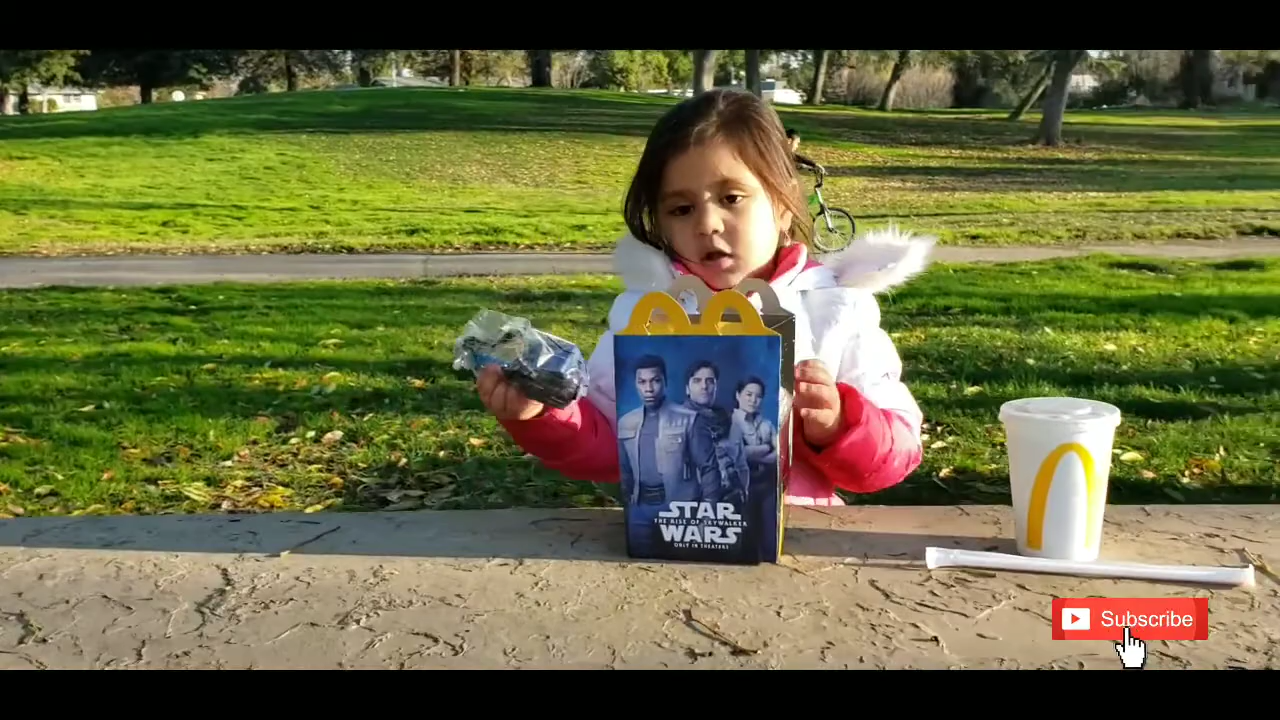 STAR
THE RISE OF SKYWALKER
WARS
ONLY IN THEATERS
Subscribe